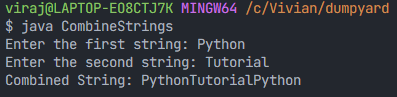 viraj@LAPTOP-EO8CTJ7K MINGW64 /c/Vivian/dumpyard
$ java CombineStrings
Enter the first string: Python
Enter the second string: Tutorial
Combined String: PythonTutorialPython